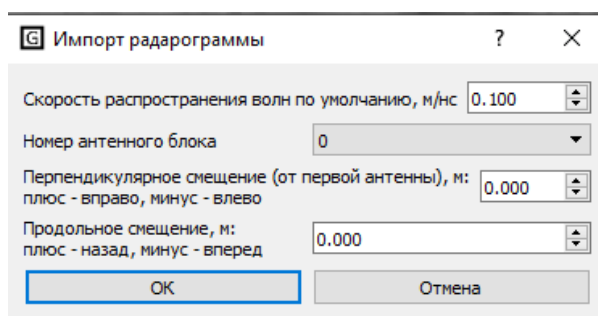 G Импорт радарограммы ?
Скорость распространения волн по умолчанию, м/нс 0.100
Номер антенного блока 0
Перпендикулярное смещение (от первой антенны), м: 0.000
плюс - вправо, минус - влево
Продольное смещение, м: 0.000
плюс - назад, минус - вперед
ОК Отмена